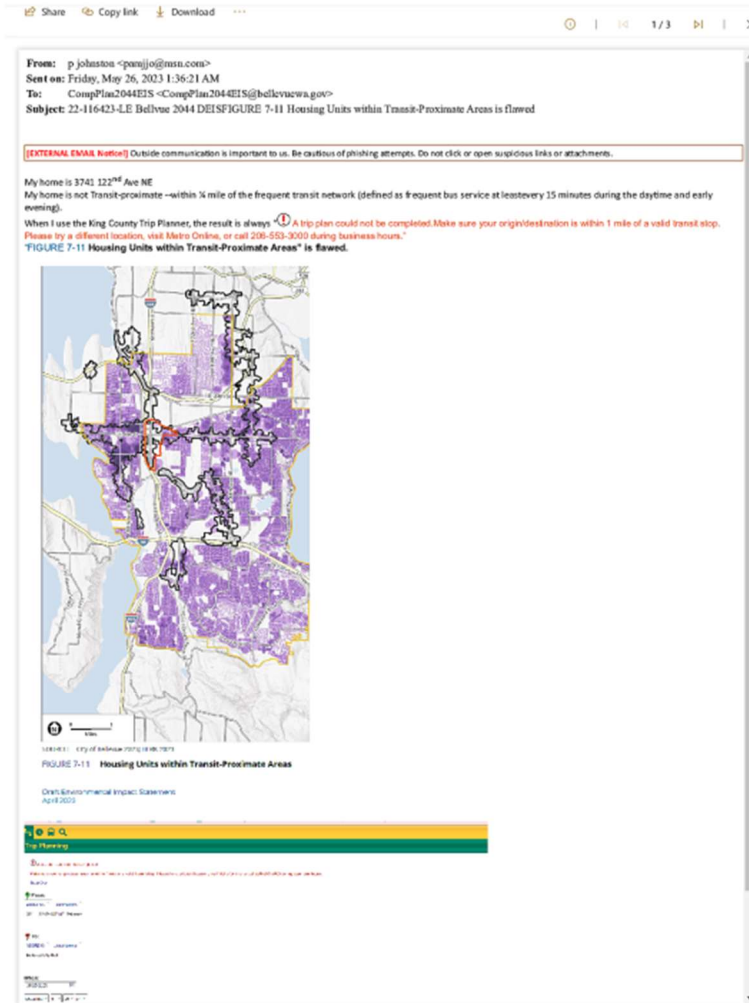 Share Copy link Download ...
1/3
From: p johnston <pamjjo@msn.com>
Sent on: Friday, May 26, 2023 1:36:21 AM
To: CompPlan2044EIS <CompPlan2044EIS@bellevuewa.gov>
Subject: 22-116423-LE Bellvue 2044 DEISFIGURE 7-11 Housing Units within Transit-Proximate Areas is flawed
[EXTERNAL EMAIL Notice!] Outside communication is important to us. Be cautious of phishing attempts. Do not click or open suspicious links or attachments.
My home is 3741 122nd Ave NE
My home is not Transit-proximate --within ¼ mile of the frequent transit network (defined as frequent bus service at leastevery 15 minutes during the daytime and early
evening).
When I use the King County Trip Planner, the result is always "A trip plan could not be completed.Make sure your origin/destination is within 1 mile of a valid transit stop.
Please try a different location, visit Metro Online, or call 206-553-3000 during business hours."
"FIGURE 7-11 Housing Units within Transit-Proximate Areas" is flawed.
Miles
FIGURE 7-11 Housing Units within Transit-Proximate Areas
Draft Environmental Impact Statement
April 2023
Trip Planning